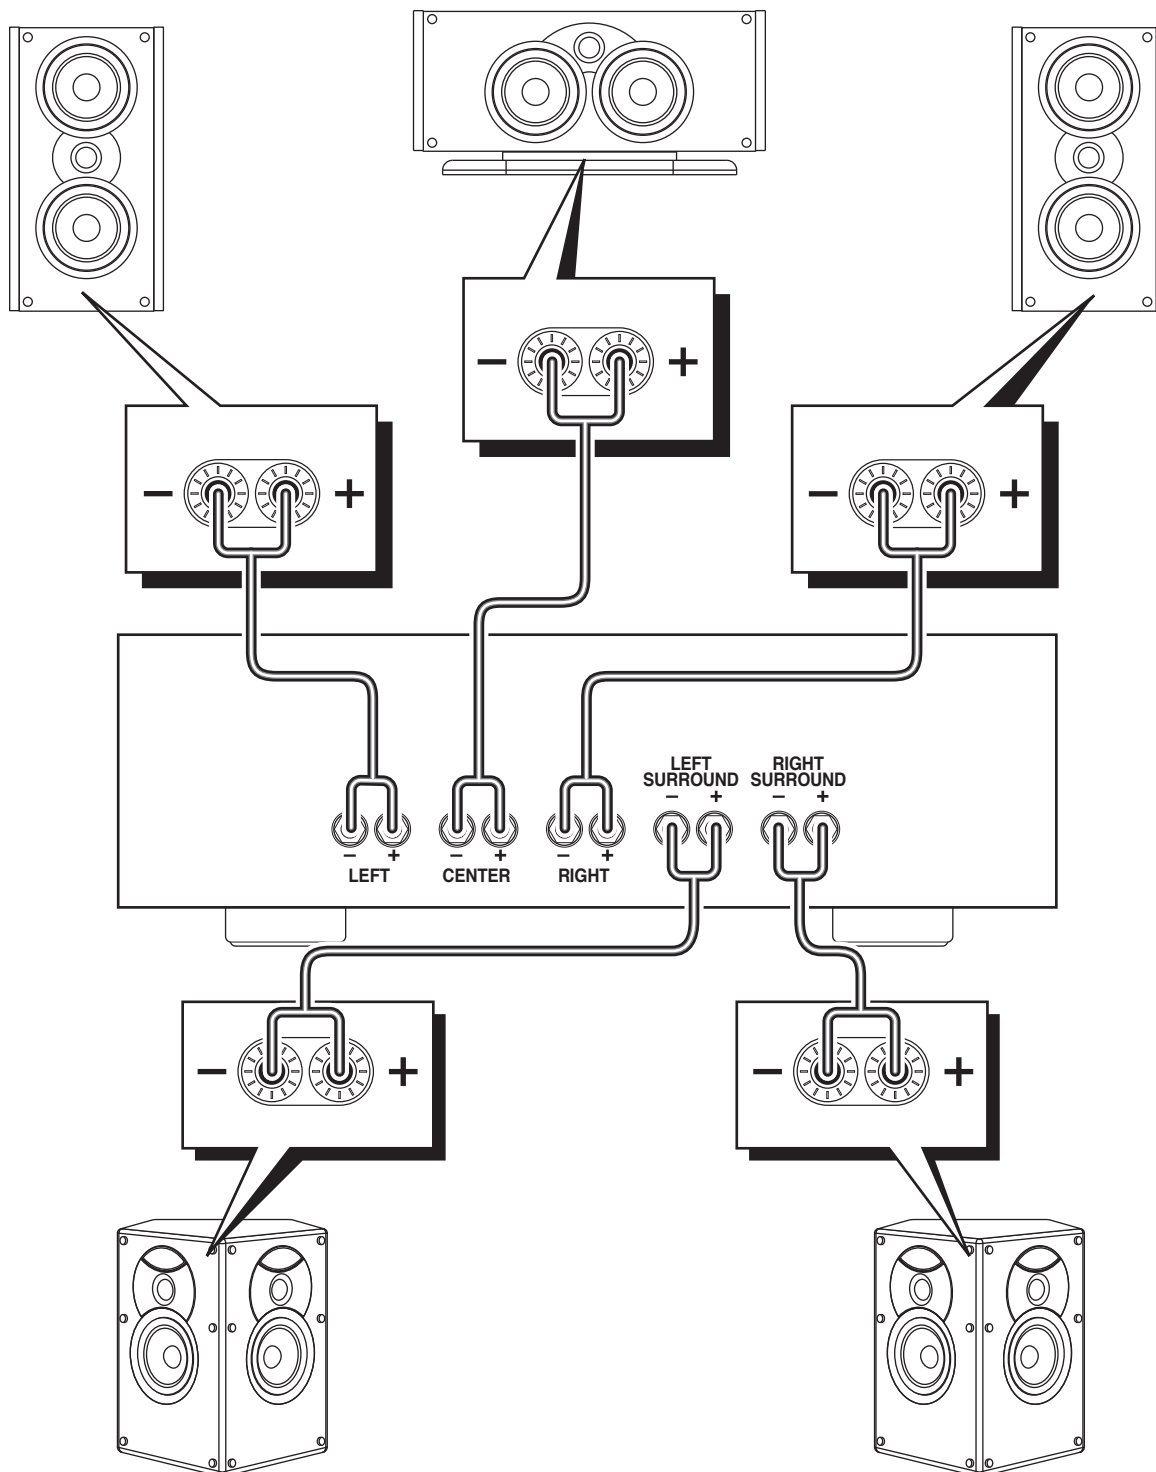 − +
− +
− +
LEFT RIGHT
SURROUND SURROUND
− + − +
− + − + − +
LEFT CENTER RIGHT
− +
− +